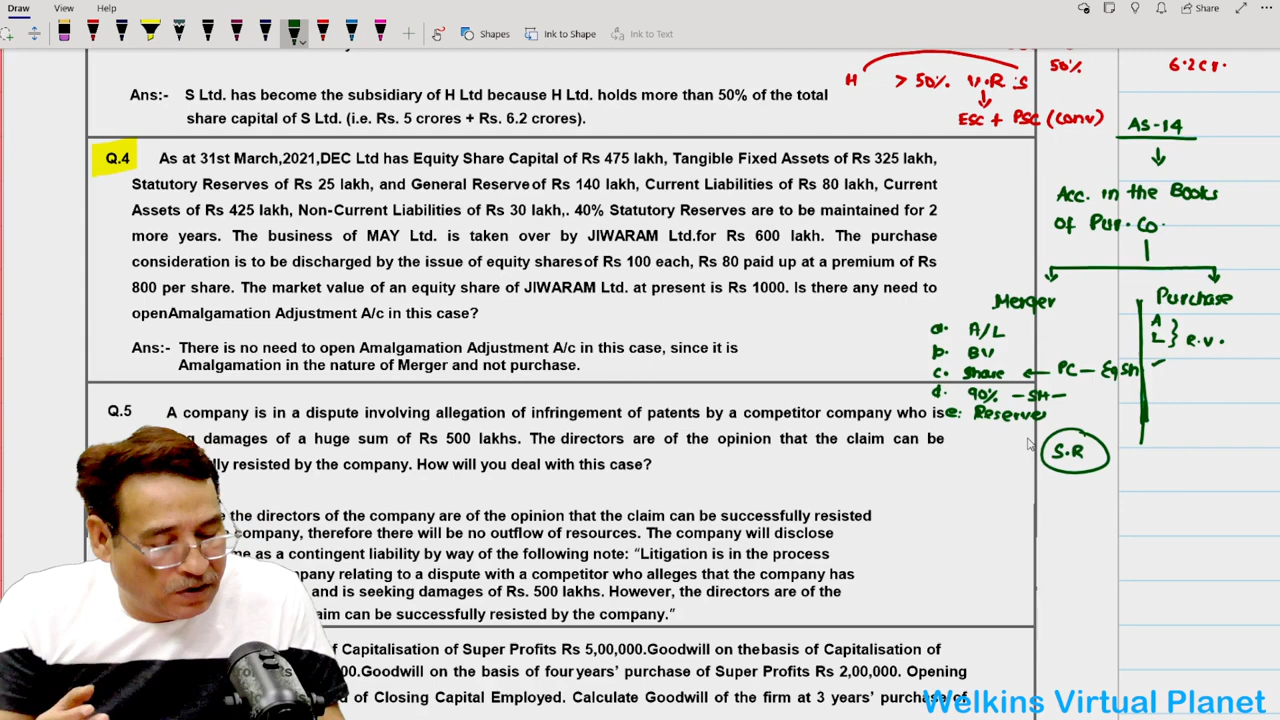 Draw View Help Share
Shapes Ink to Shape Ink to Text
H > 50% V.R is 50% 6.2 cr.
ESC + PSC (conv)
Ans:- S Ltd. has become the subsidiary of H Ltd because H Ltd. holds more than 50% of the total
share capital of S Ltd. (i.e. Rs. 5 crores + Rs. 6.2 crores).
Q.4 As at 31st March,2021,DEC Ltd has Equity Share Capital of Rs 475 lakh, Tangible Fixed Assets of Rs 325 lakh,
Statutory Reserves of Rs 25 lakh, and General Reserve of Rs 140 lakh, Current Liabilities of Rs 80 lakh, Current
Assets of Rs 425 lakh, Non-Current Liabilities of Rs 30 lakh,. 40% Statutory Reserves are to be maintained for 2
more years. The business of MAY Ltd. is taken over by JIWARAM Ltd.for Rs 600 lakh. The purchase
consideration is to be discharged by the issue of equity shares of Rs 100 each, Rs 80 paid up at a premium of Rs
800 per share. The market value of an equity share of JIWARAM Ltd. at present is Rs 1000. Is there any need to
openAmalgamation Adjustment A/c in this case?
Ans:- There is no need to open Amalgamation Adjustment A/c in this case, since it is
Amalgamation in the nature of Merger and not purchase.
AS-14
Acc. in the Books
of Pur. Co.
Merger
a. A/L
b. BV
c. Share ← PC — Eq Sh
d. 90% — SH —
e. Reserves
S.R
Purchase
A
L } R.V.
Q.5 A company is in a dispute involving allegation of infringement of patents by a competitor company who is
damages of a huge sum of Rs 500 lakhs. The directors are of the opinion that the claim can be
resisted by the company. How will you deal with this case?
the directors of the company are of the opinion that the claim can be successfully resisted
therefore there will be no outflow of resources. The company will disclose
as a contingent liability by way of the following note: “Litigation is in the process
relating to a dispute with a competitor who alleges that the company has
and is seeking damages of Rs. 500 lakhs. However, the directors are of the
can be successfully resisted by the company.”
Capitalisation of Super Profits Rs 5,00,000.Goodwill on the basis of Capitalisation of
Goodwill on the basis of four years’ purchase of Super Profits Rs 2,00,000. Opening
of Closing Capital Employed. Calculate Goodwill of the firm at 3 years’ purchase of
Welkins Virtual Planet